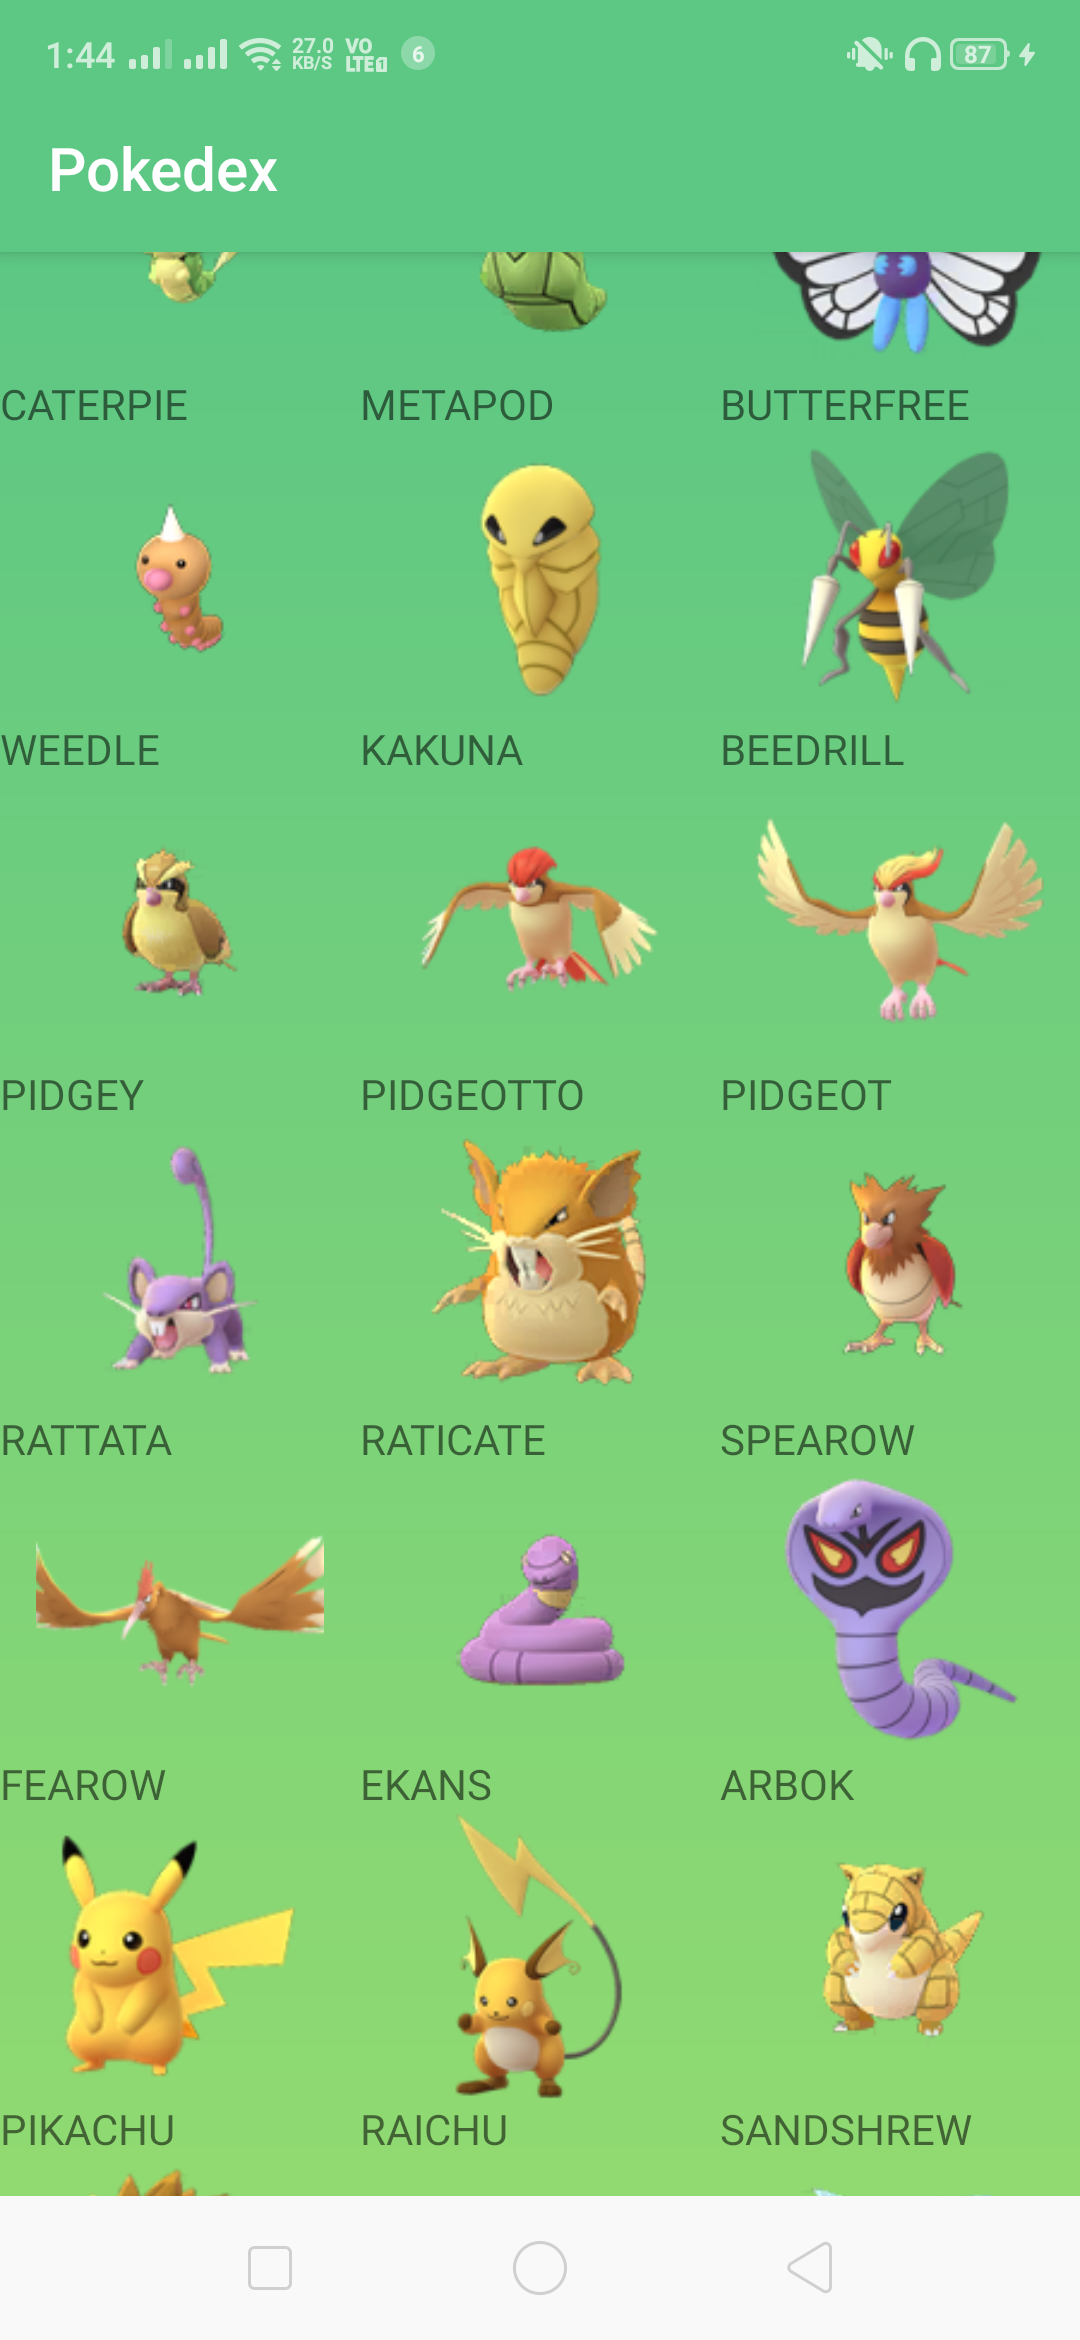 1:44 27.0 KB/S VO LTE1 6 87
Pokedex
CATERPIE METAPOD BUTTERFREE
WEEDLE KAKUNA BEEDRILL
PIDGEY PIDGEOTTO PIDGEOT
RATTATA RATICATE SPEAROW
FEAROW EKANS ARBOK
PIKACHU RAICHU SANDSHREW